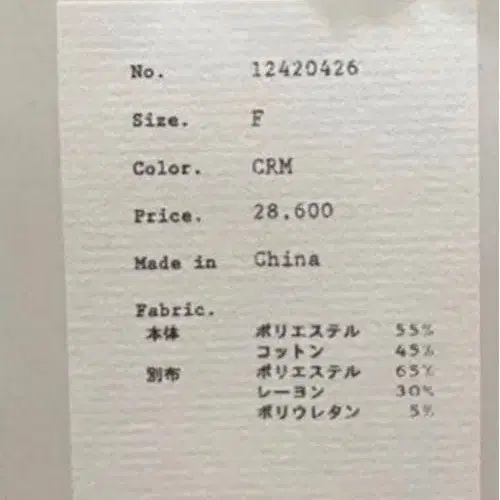 No. 12420426
Size. F
Color. CRM
Price. 28.600
Made in China
Fabric.
本体 ポリエステル 55%
コットン 45%
別布 ポリエステル 65%
レーヨン 30%
ポリウレタン 5%